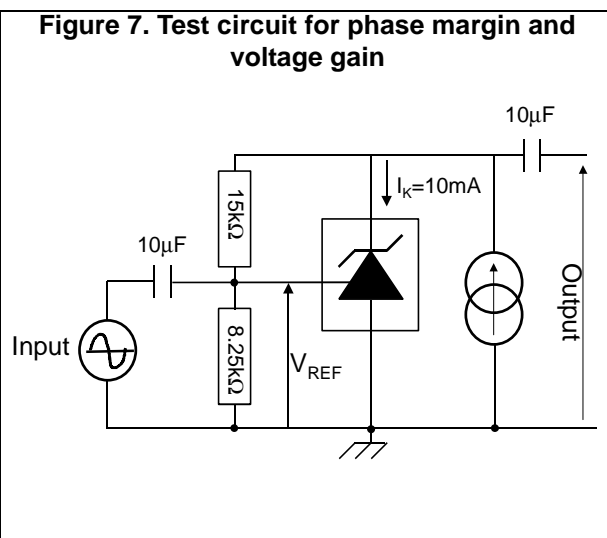 Figure 7. Test circuit for phase margin and
voltage gain
10μF
I_K=10mA
15kΩ
10μF
Output
Input
8.25kΩ
V_REF